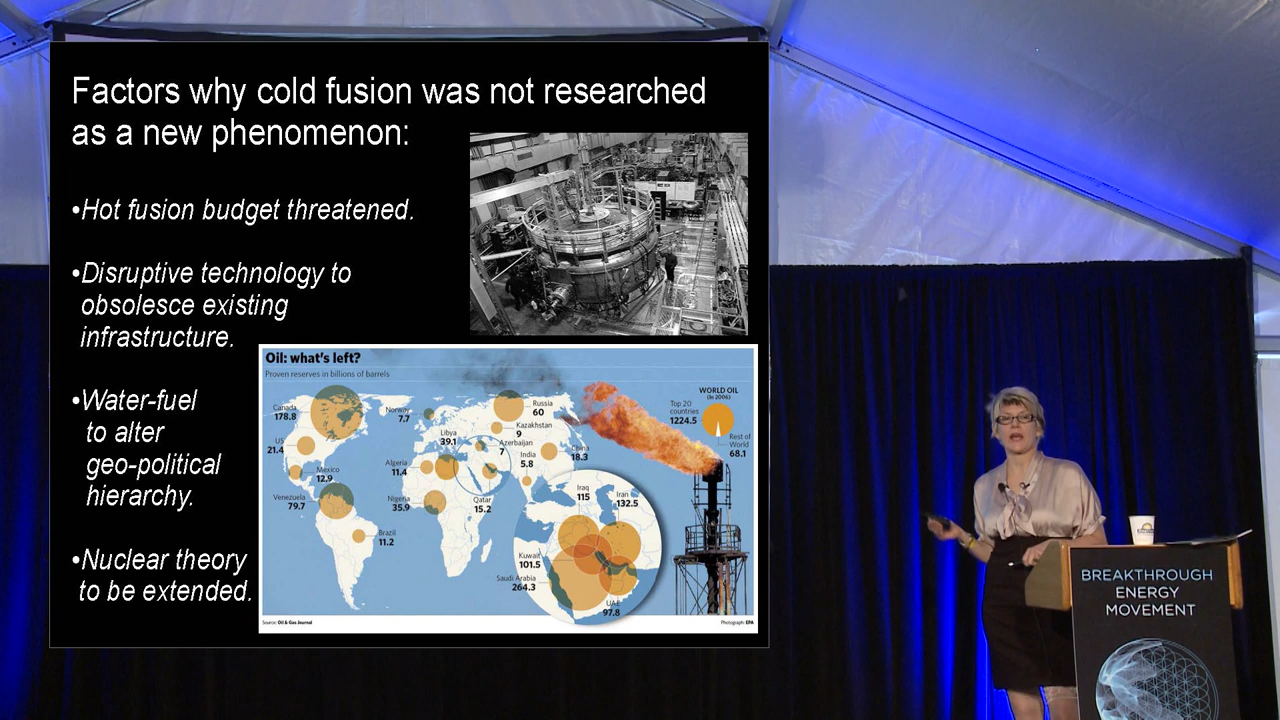 Factors why cold fusion was not researched
as a new phenomenon:
•Hot fusion budget threatened.
•Disruptive technology to
obsolesce existing
infrastructure.
•Water-fuel
to alter
geo-political
hierarchy.
•Nuclear theory
to be extended.
Oil: what's left?
Proven reserves in billions of barrels
Canada
178.8
US
21.4
Mexico
12.9
Venezuela
79.7
Brazil
11.2
Norway
7.7
Libya
39.1
Algeria
11.4
Nigeria
35.9
Russia
60
Kazakhstan
9
Azerbaijan
7
India
5.8
China
18.3
Qatar
15.2
Iraq
115
Iran
132.5
Kuwait
101.5
Saudi Arabia
264.3
UAE
97.8
WORLD OIL
(in 2006)
Top 20
countries
1224.5
Rest of
World
68.1
Source: Oil & Gas Journal
Photograph: EPA
BREAKTHROUGH
ENERGY
MOVEMENT